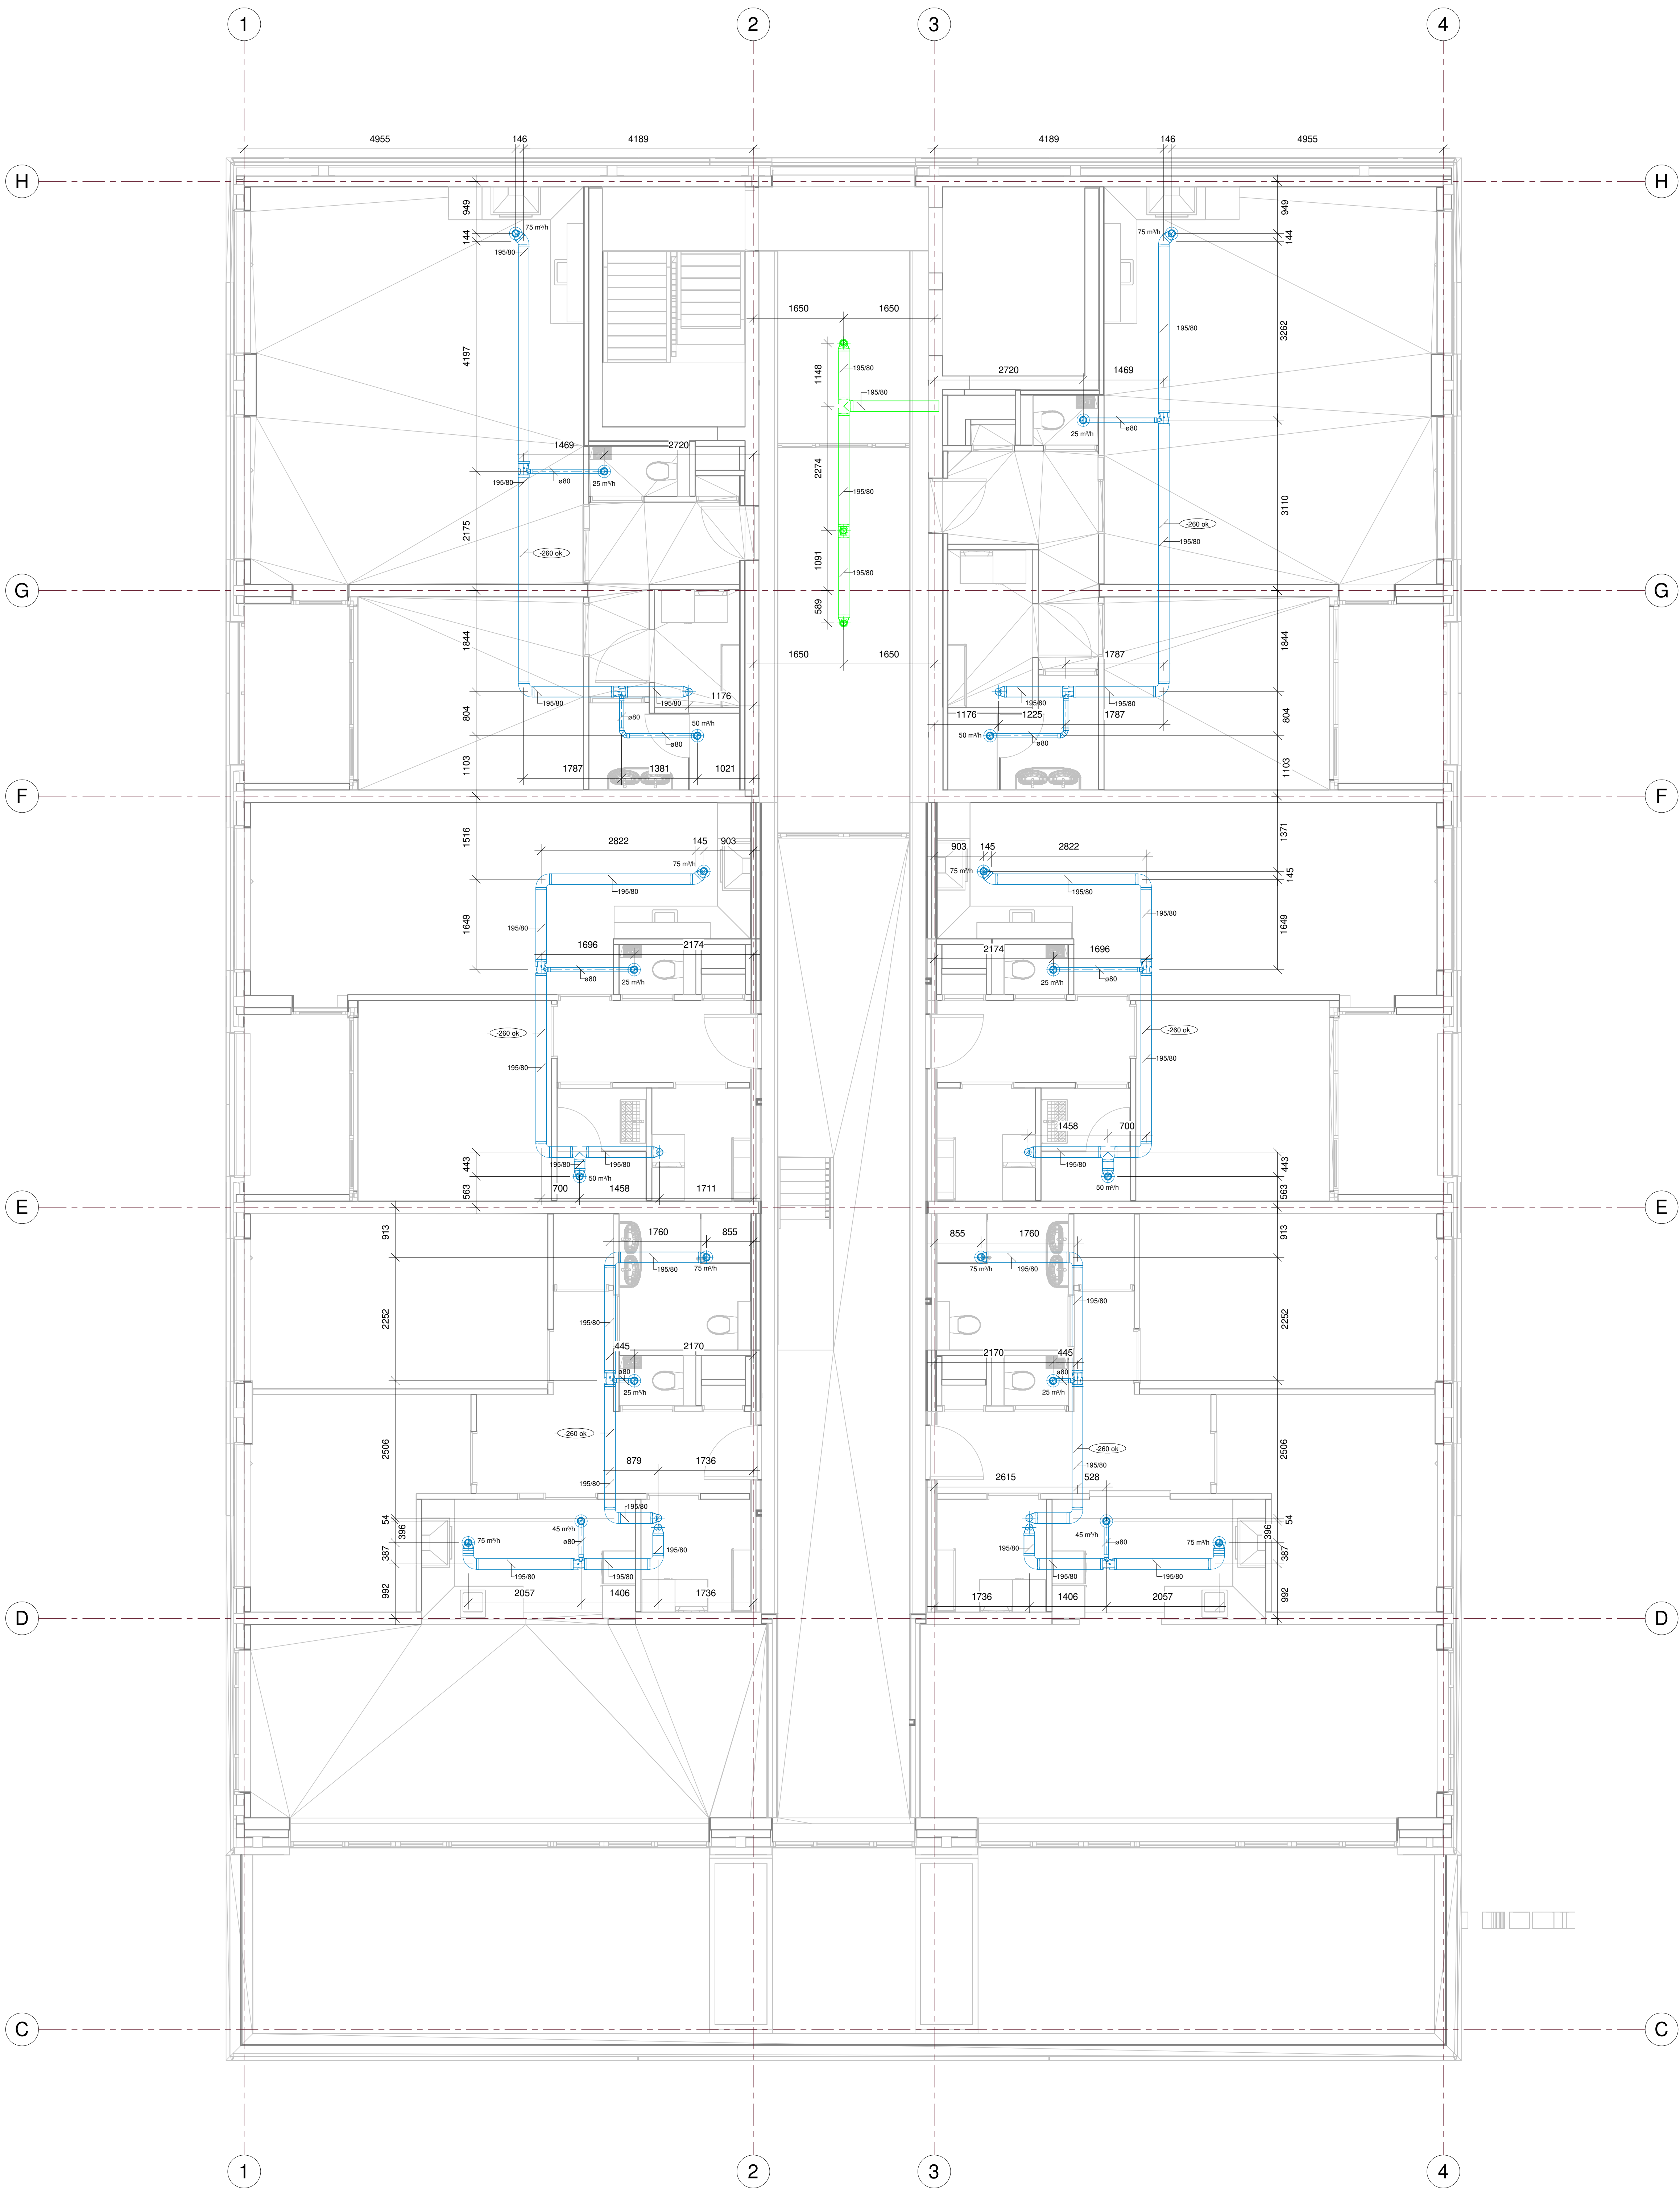 1 2 3 4
4955 146 4189 4189 146 4955
H H
949 949
75 m³/h 75 m³/h
144 144
195/80
1650 1650
195/80 3262
4197 1148 195/80 2720 1469
195/80
25 m³/h ø80
1469 2720
2274
195/80 ø80 25 m³/h 195/80 3110
2175 -260 ok
-260 ok 195/80
1091 195/80
G G
589
1844 1650 1650 1787 1844
1176
195/80 195/80 195/80 195/80
804 ø80 50 m³/h 1176 1225 1787 804
50 m³/h ø80
ø80
1103 1787 1381 1021 1103
F F
1516 1371
2822 145 903 903 145 2822
75 m³/h 75 m³/h 145
195/80 195/80
195/80 195/80
1649 1649
1696 2174 2174 1696
ø80 25 m³/h 25 m³/h ø80
-260 ok -260 ok
195/80 195/80
1458 700
443 195/80 195/80 195/80 443
50 m³/h 50 m³/h
563 700 1458 1711 563
E E
913 1760 855 855 1760 913
195/80 75 m³/h 75 m³/h 195/80
2252 195/80 195/80 2252
445 2170 2170 445
ø80 ø80
25 m³/h 25 m³/h
-260 ok -260 ok
2506 879 1736 195/80 2506
195/80 2615 528
195/80
54 54
45 m³/h 45 m³/h
396 75 m³/h ø80 ø80 75 m³/h 396
387 195/80 195/80 387
195/80 195/80 195/80 195/80
992 2057 1406 1736 1736 1406 2057 992
D D
C C
1 2 3 4